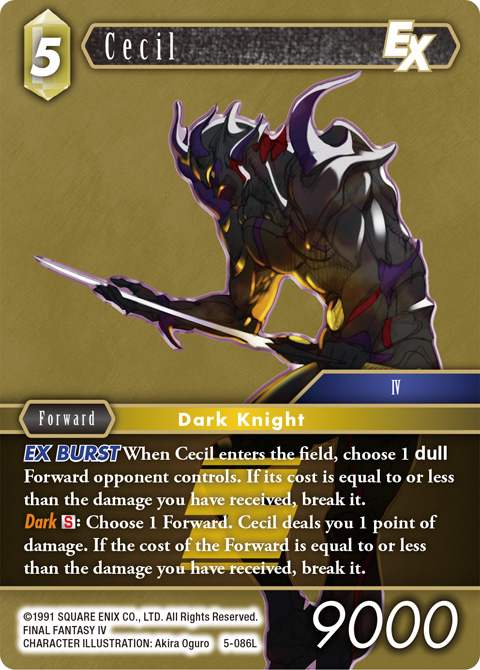 5
Cecil
EX
IV
Forward
Dark Knight
EX BURST When Cecil enters the field, choose 1 dull
Forward opponent controls. If its cost is equal to or less
than the damage you have received, break it.
Dark S: Choose 1 Forward. Cecil deals you 1 point of
damage. If the cost of the Forward is equal to or less
than the damage you have received, break it.
©1991 SQUARE ENIX CO., LTD. All Rights Reserved.
FINAL FANTASY IV
CHARACTER ILLUSTRATION: Akira Oguro 5-086L
9000